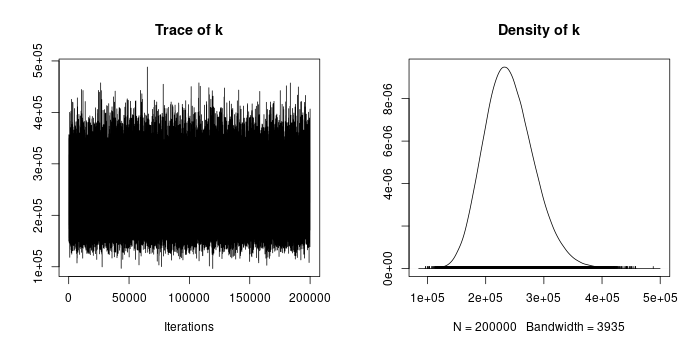 Trace of k
5e+05
4e+05
3e+05
2e+05
1e+05
0 50000 100000 150000 200000
Iterations
Density of k
8e-06
6e-06
4e-06
0e+00
1e+05 2e+05 3e+05 4e+05 5e+05
N = 200000 Bandwidth = 3935